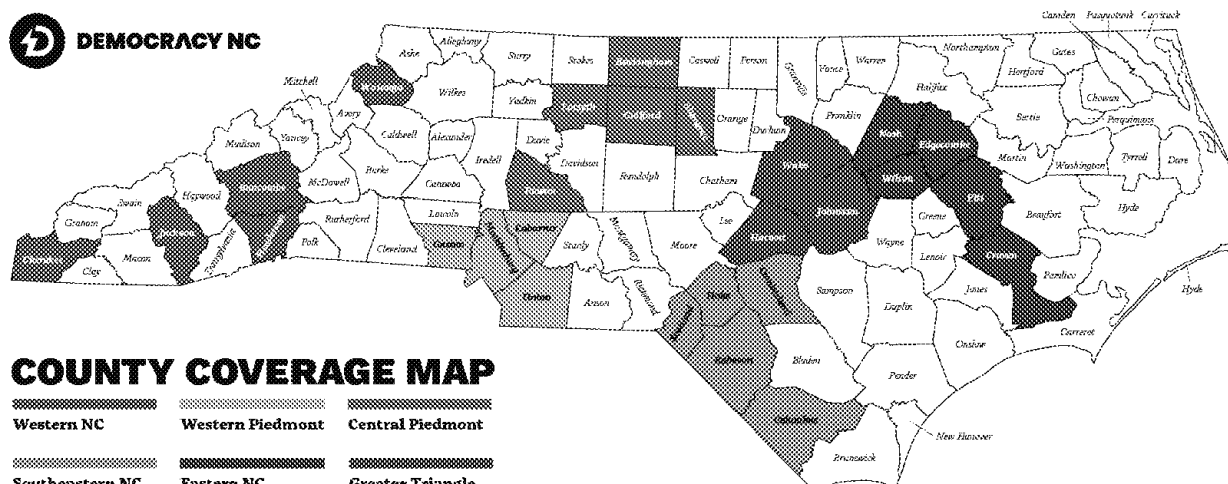 DEMOCRACY NC
Camden Pasquotank Currituck
Ashe Alleghany Surry Stokes Rockingham Caswell Person Granville Vance Warren Northampton Gates
Hertford
Halifax
Mitchell Watauga Wilkes Yadkin Forsyth Guilford Orange Durham Franklin Chowan
Avery Nash Bertie Perquimans
Madison Yancey Caldwell Alexander Davie Edgecombe
Iredell Davidson Wake Martin Washington Tyrrell Dare
Buncombe McDowell Burke Catawba Rowan Randolph Chatham Wilson
Swain Haywood Pitt
Graham Jackson Rutherford Lincoln Lee Johnston Greene Beaufort Hyde
Cherokee Macon Transylvania Polk Cleveland Gaston Cabarrus Stanly Montgomery Moore Harnett Wayne
Clay Lenoir Craven Pamlico
Union Anson Richmond Hoke Sampson Duplin Jones Hyde
Carteret
Robeson Bladen Onslow
Pender
COUNTY COVERAGE MAP
Columbus
Western NC Western Piedmont Central Piedmont
New Hanover
Brunswick
Southeastern NC Eastern NC Greater Triangle